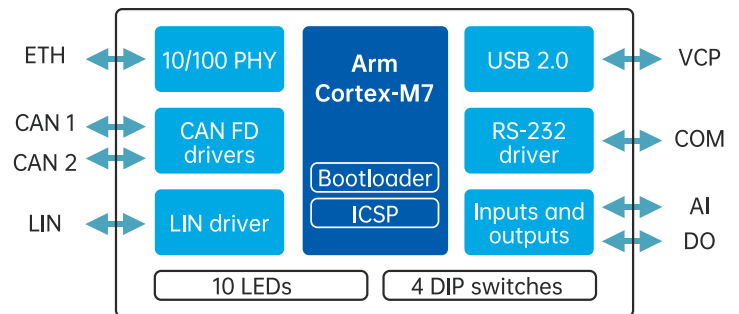 ETH
10/100 PHY
Arm
Cortex-M7
USB 2.0
VCP
CAN 1
CAN 2
CAN FD
drivers
RS-232
driver
COM
Bootloader
ICSP
LIN
LIN driver
Inputs and
outputs
AI
DO
10 LEDs
4 DIP switches